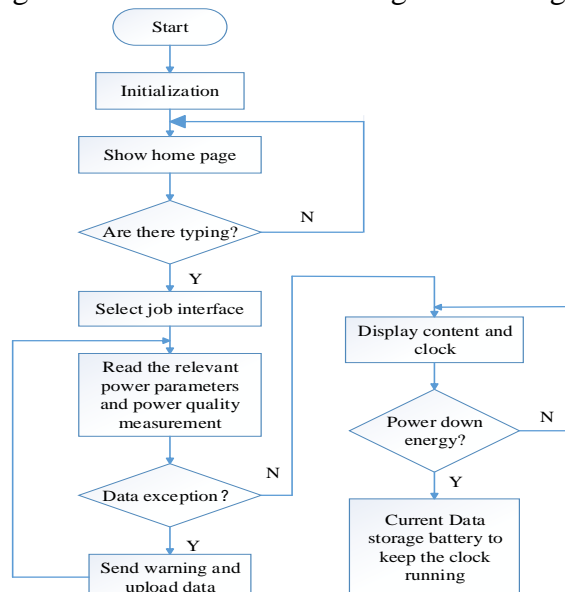 Start
Initialization
Show home page
Are there typing?
N
Y
Select job interface
Read the relevant
power parameters
and power quality
measurement
Data exception?
N
Y
Send warning and
upload data
Display content and
clock
Power down
energy?
N
Y
Current Data
storage battery to
keep the clock
running